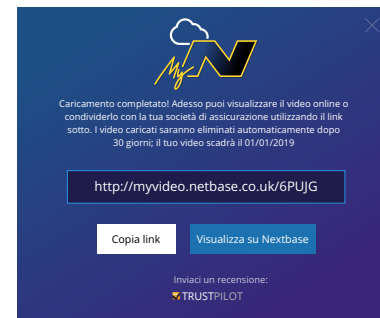 My N
Caricamento completato! Adesso puoi visualizzare il video online o
condividerlo con la tua società di assicurazione utilizzando il link
sotto. I video caricati saranno eliminati automaticamente dopo
30 giorni; il tuo video scadrà il 01/01/2019
http://myvideo.netbase.co.uk/6PUJG
Copia link
Visualizza su Nextbase
Inviaci un recensione:
TRUSTPILOT